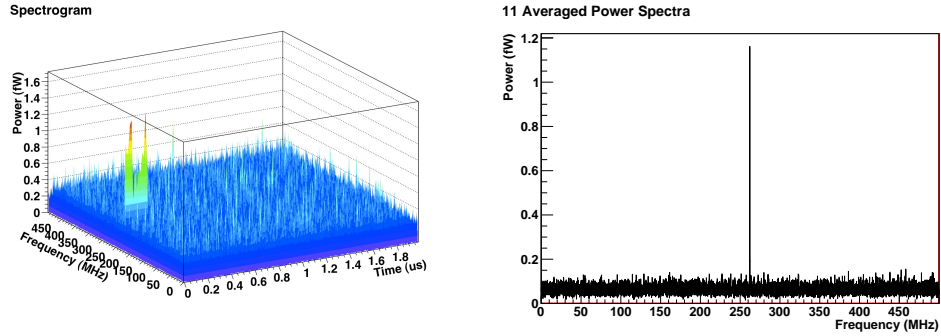 Spectrogram
Power (fW)
1.6
1.4
1.2
1
0.8
0.6
0.4
0.2
0
450
400
350
300
250
200
150
100
50
0
Frequency (MHz)
0 0.2 0.4 0.6 0.8 1 1.2 1.4 1.6 1.8
Time (us)
11 Averaged Power Spectra
Power (fW)
1.2
1
0.8
0.6
0.4
0.2
0
0 50 100 150 200 250 300 350 400 450
Frequency (MHz)